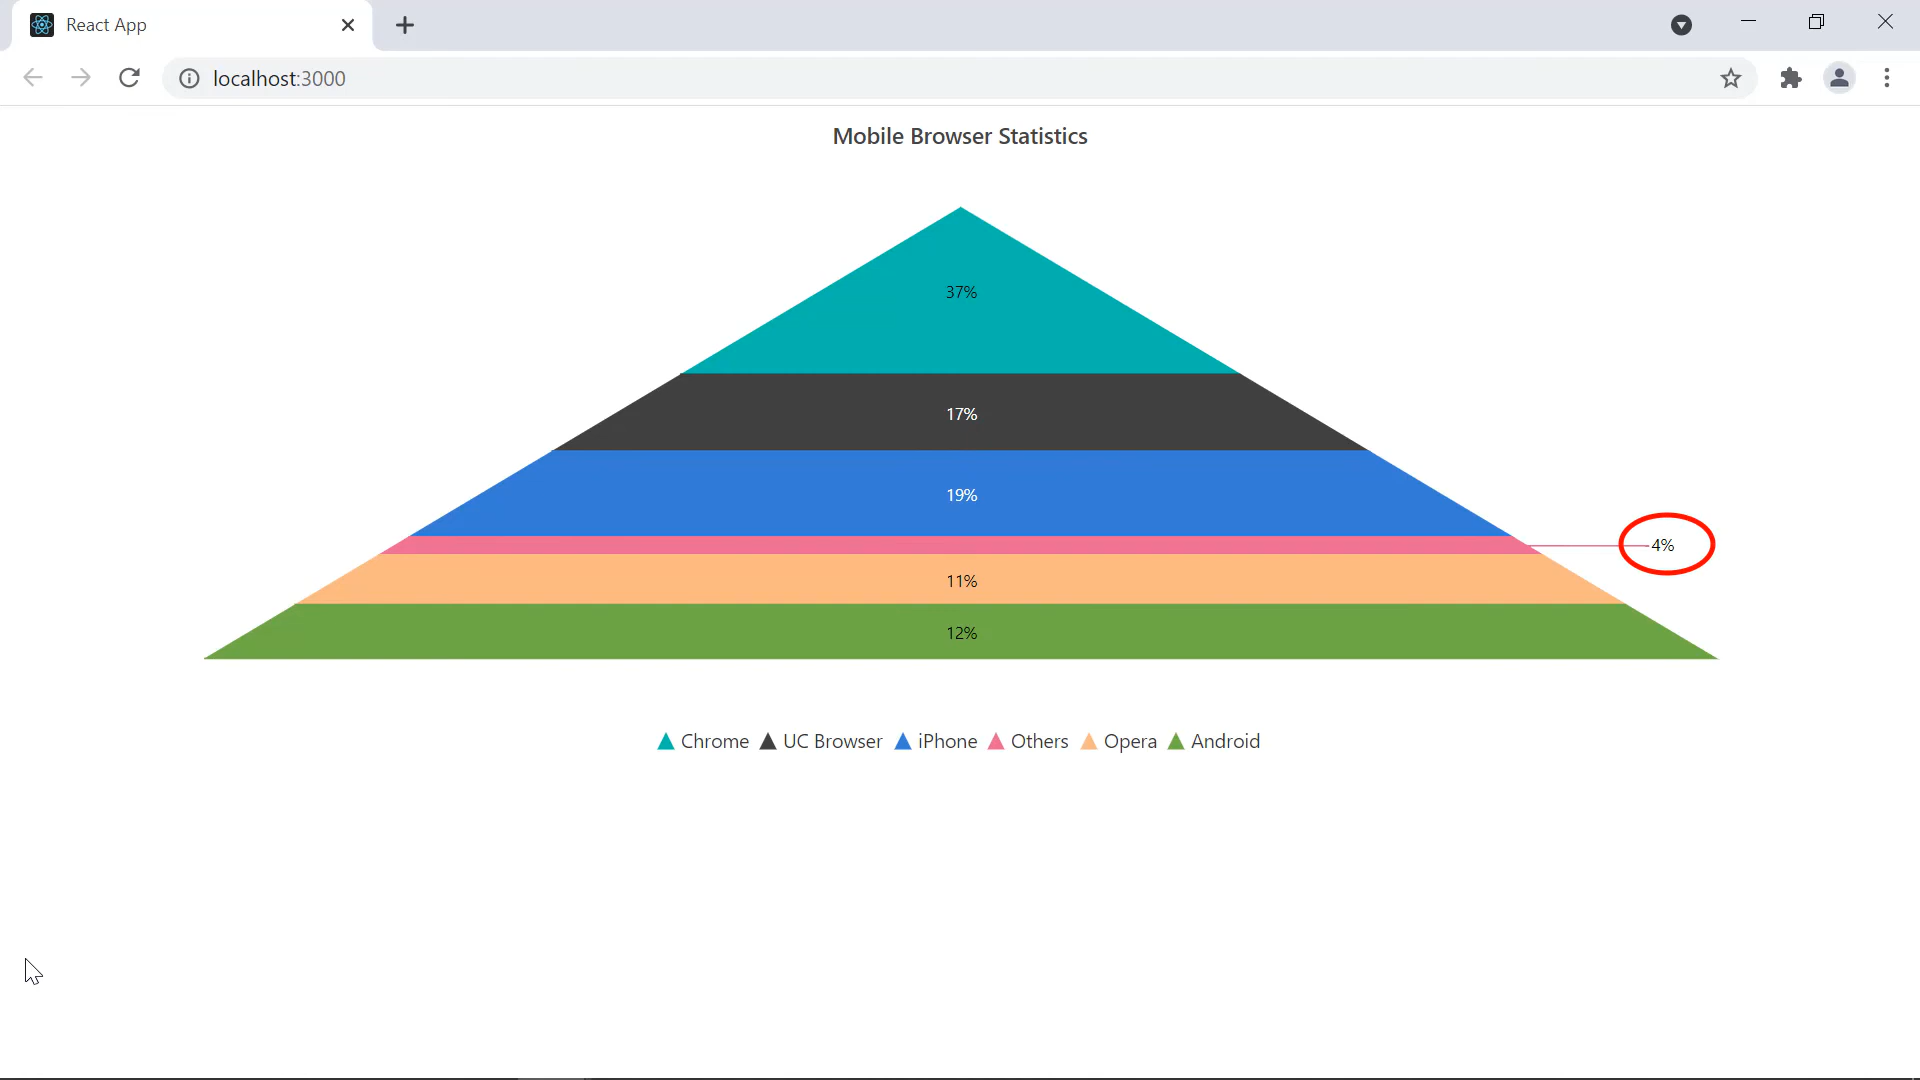 React App
localhost:3000
Mobile Browser Statistics
37%
17%
19%
4%
11%
12%
Chrome UC Browser iPhone Others Opera Android